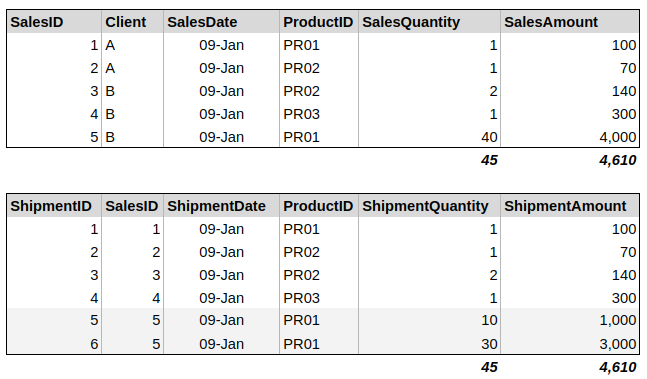 SalesID Client SalesDate ProductID SalesQuantity SalesAmount
1 A 09-Jan PR01 1 100
2 A 09-Jan PR02 1 70
3 B 09-Jan PR02 2 140
4 B 09-Jan PR03 1 300
5 B 09-Jan PR01 40 4,000
45 4,610
ShipmentID SalesID ShipmentDate ProductID ShipmentQuantity ShipmentAmount
1 1 09-Jan PR01 1 100
2 2 09-Jan PR02 1 70
3 3 09-Jan PR02 2 140
4 4 09-Jan PR03 1 300
5 5 09-Jan PR01 10 1,000
6 5 09-Jan PR01 30 3,000
45 4,610